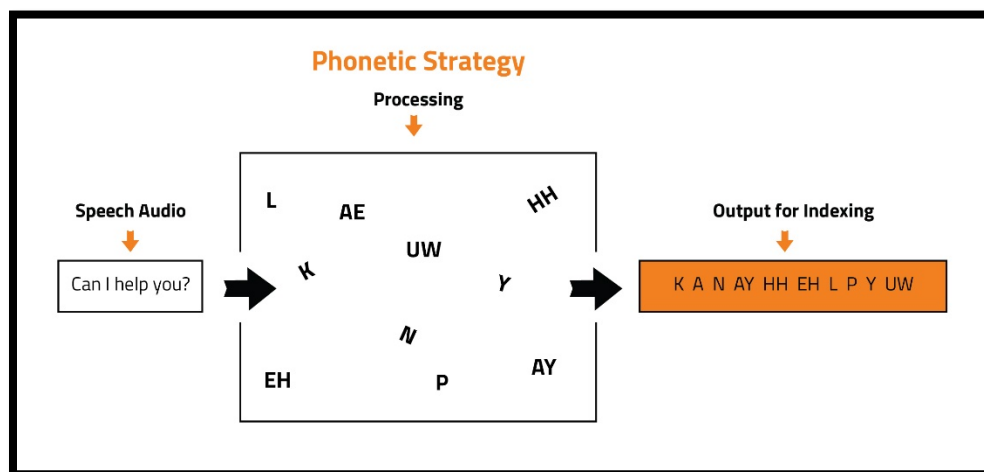 Phonetic Strategy
Processing
Speech Audio
Can I help you?
L
AE
HH
UW
K
Y
N
EH
P
AY
Output for Indexing
K A N AY HH EH L P Y UW